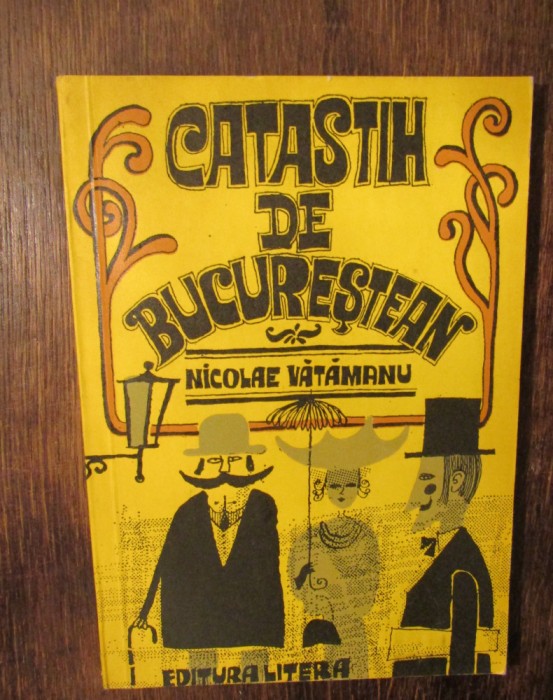 CATASTIH
DE
BUCUREȘTEAN
NICOLAE VĂTĂMANU
EDITURA LITERA